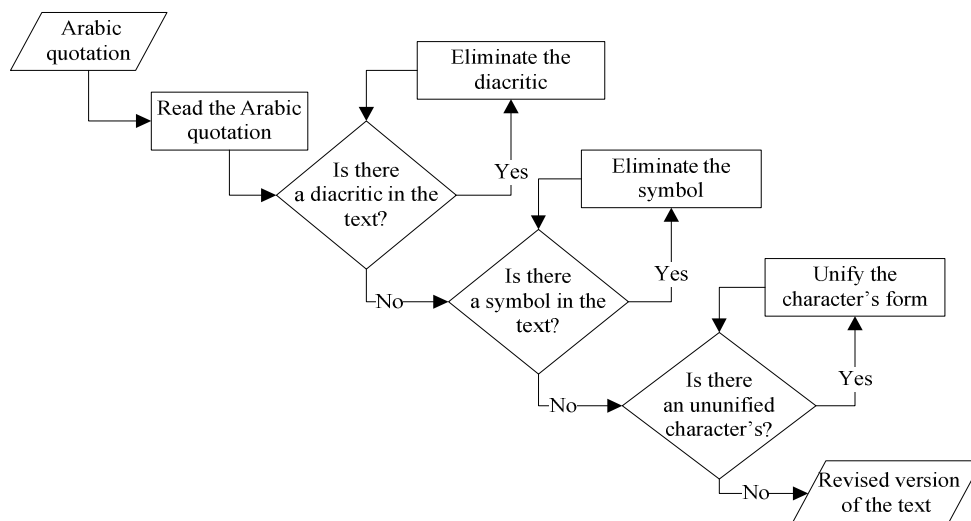 Arabic
quotation
Read the Arabic
quotation
Is there
a diacritic in the
text?
Yes
Eliminate the
diacritic
No
Is there
a symbol in the
text?
Yes
Eliminate the
symbol
No
Is there
an ununified
character's?
Yes
Unify the
character's form
No
Revised version
of the text